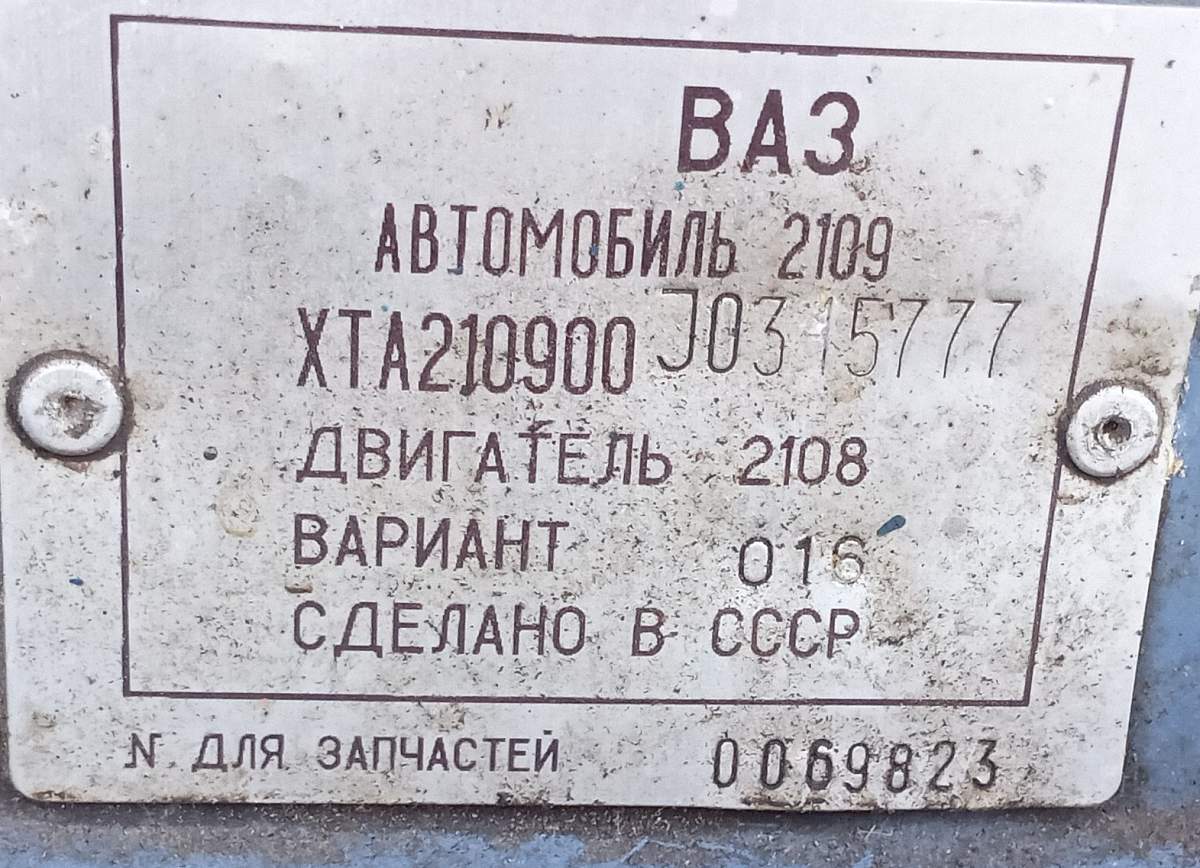 ВАЗ
АВТОМОБИЛЬ 2109
XTA210900 J0315777
ДВИГАТЕЛЬ 2108
ВАРИАНТ 016
СДЕЛАНО В СССР
N ДЛЯ ЗАПЧАСТЕЙ 0069823